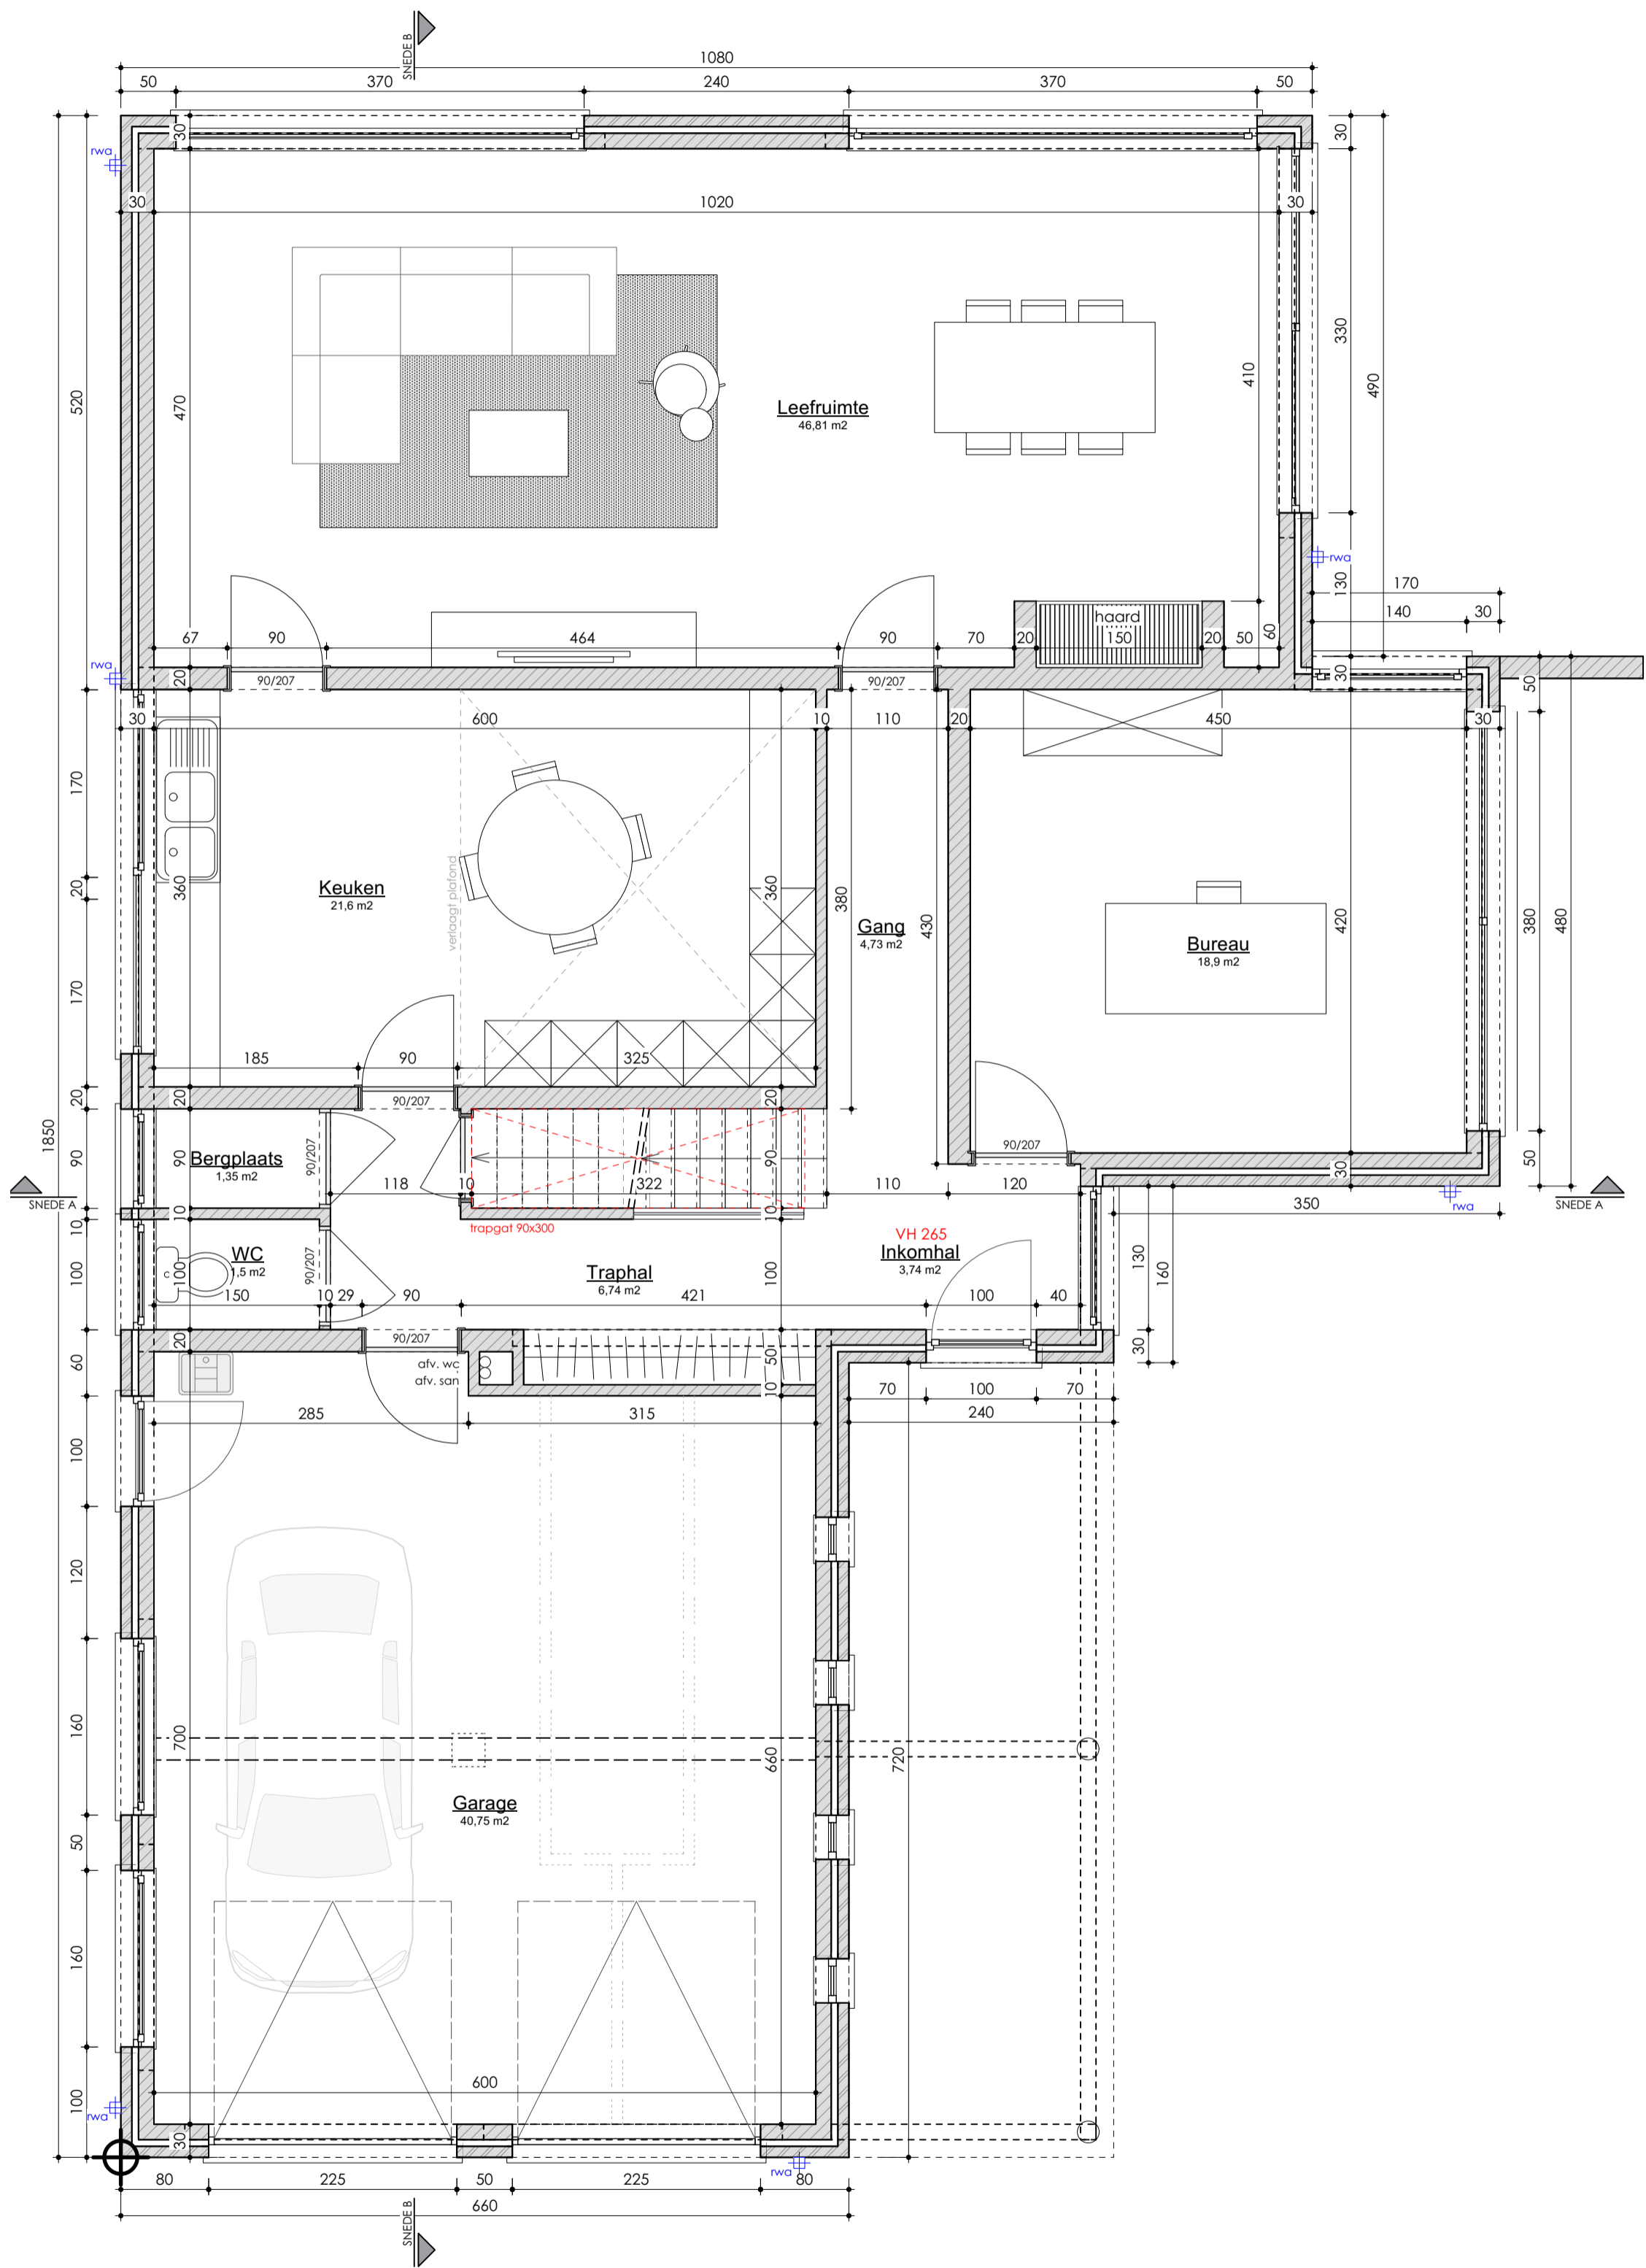 SNEDE B
1080
50 370 240 370 50
30
30
rwa
30 1020 30
520
470
410
330
490
Leefruimte
46,81 m2
rwa
130
170
140 30
haard
67 90 464 90 70 20 150 20 50 60
rwa
20
90/207
90/207
30
50
30 600 10 110 20 450 30
170
20
360
verlaagt plafond
360
380
430
420
380
480
Keuken
21,6 m2
Gang
4,73 m2
Bureau
18,9 m2
170
185 90 325
20
20
90/207
20
1850
90
90/207
90
Bergplaats
1,35 m2
90/207
90
30
50
118 10 322 110 120
SNEDE A
SNEDE A
350
rwa
10
10
10
trapgat 90x300
VH 265
Inkomhal
3,74 m2
WC
1,5 m2
100
100
90/207
Traphal
6,74 m2
100
130
160
150 10 29 90 421 100 40
20
90/207
30
60
afv. wc
afv. san
50
10
70 100 70
240
285 315
100
120
160
700
660
720
Garage
40,75 m2
50
160
100
600
rwa
30
rwa
80 225 50 225 80
660
SNEDE B